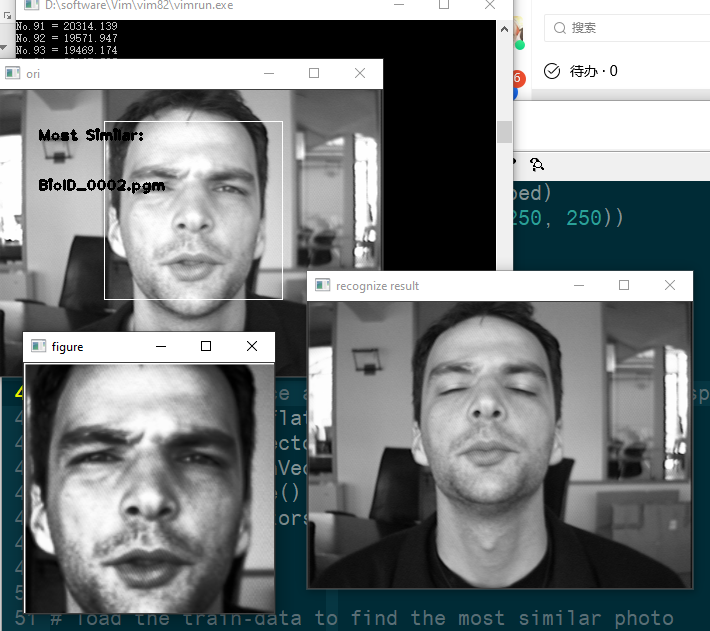 D:\software\Vim\vim82\vimrun.exe
No.91 = 20314.139
No.92 = 19571.947
No.93 = 19469.174
搜索
6
待办 · 0
ori
Most Similar:
BioID_0002.pgm
250, 250))
recognize result
figure
51 # load the train-data to find the most similar photo